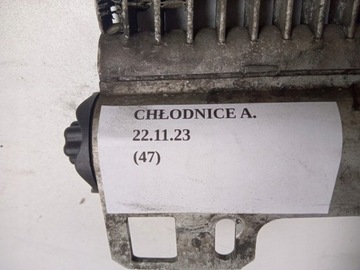 CHŁODNICE A.
22.11.23
(47)